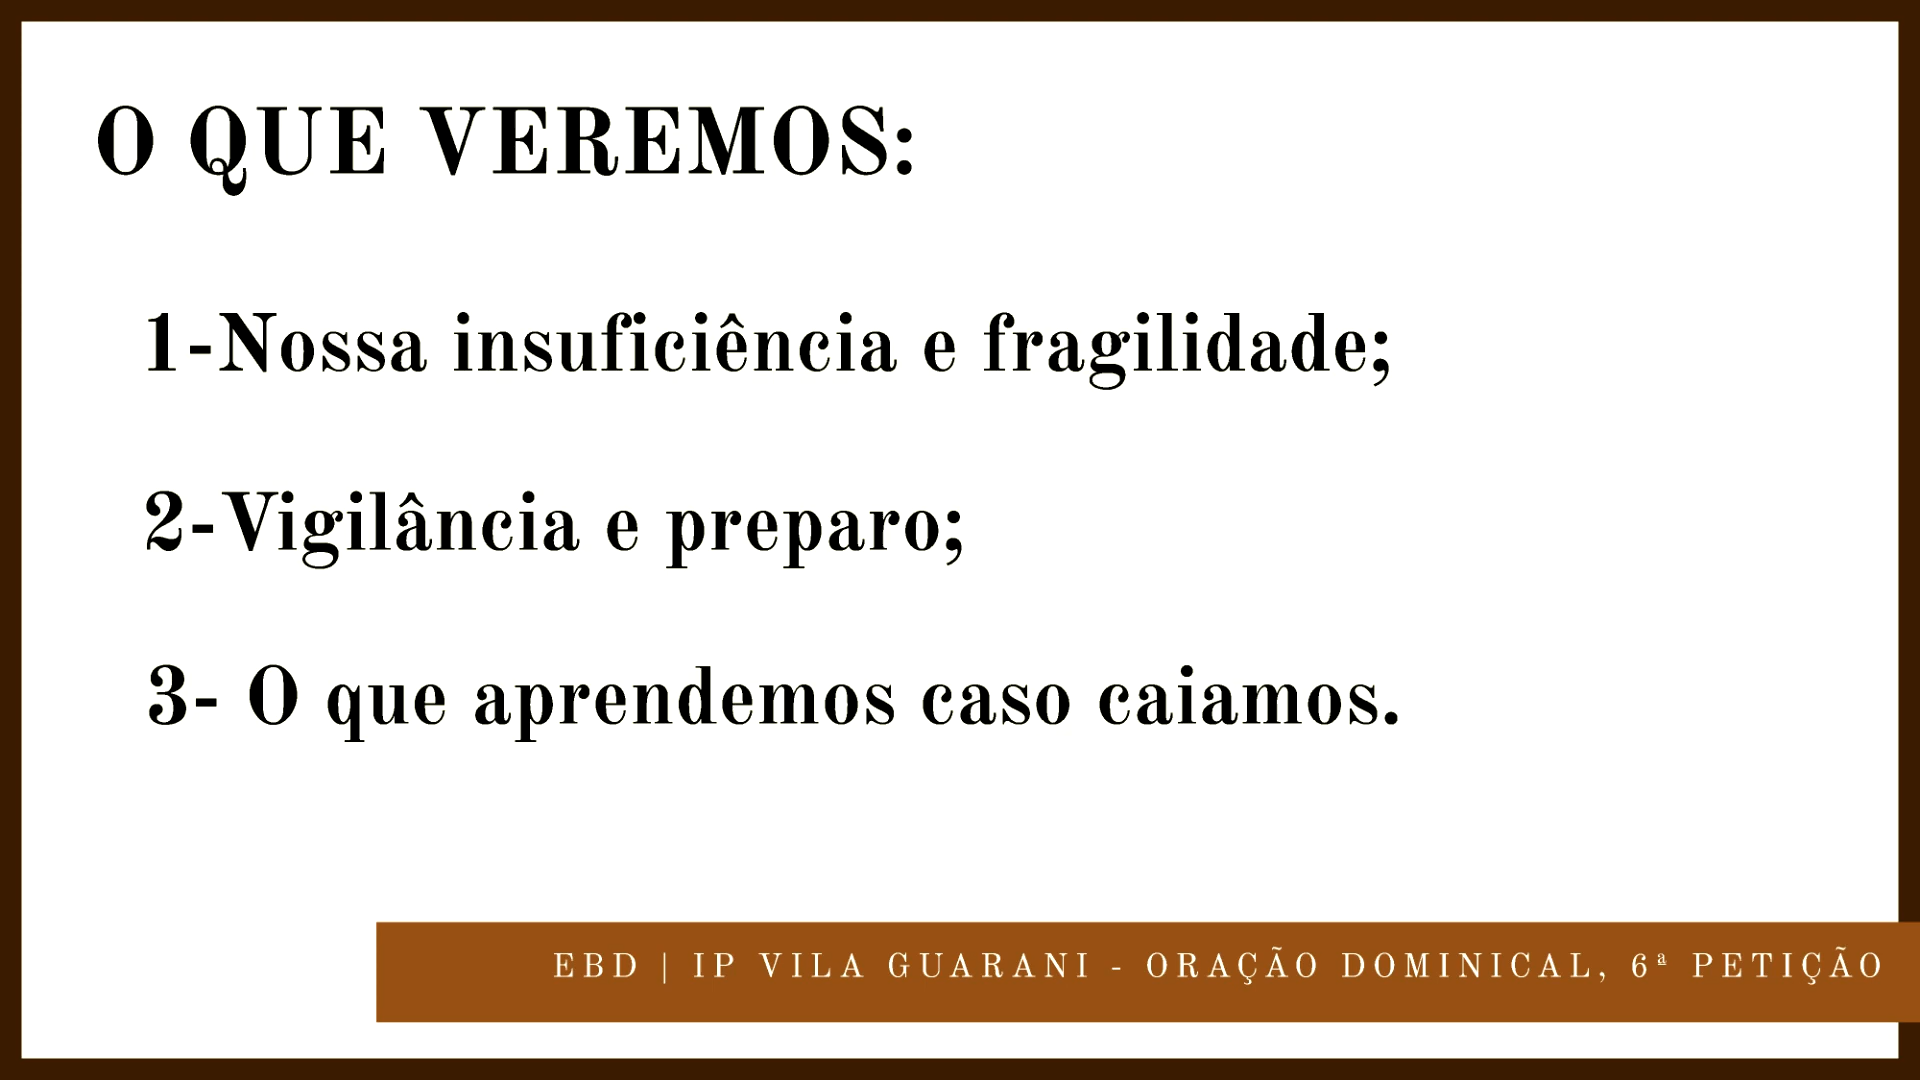 O QUE VEREMOS:
1-Nossa insuficiência e fragilidade;
2-Vigilância e preparo;
3- O que aprendemos caso caiamos.
EBD | IP VILA GUARANI - ORAÇÃO DOMINICAL, 6ª PETIÇÃO